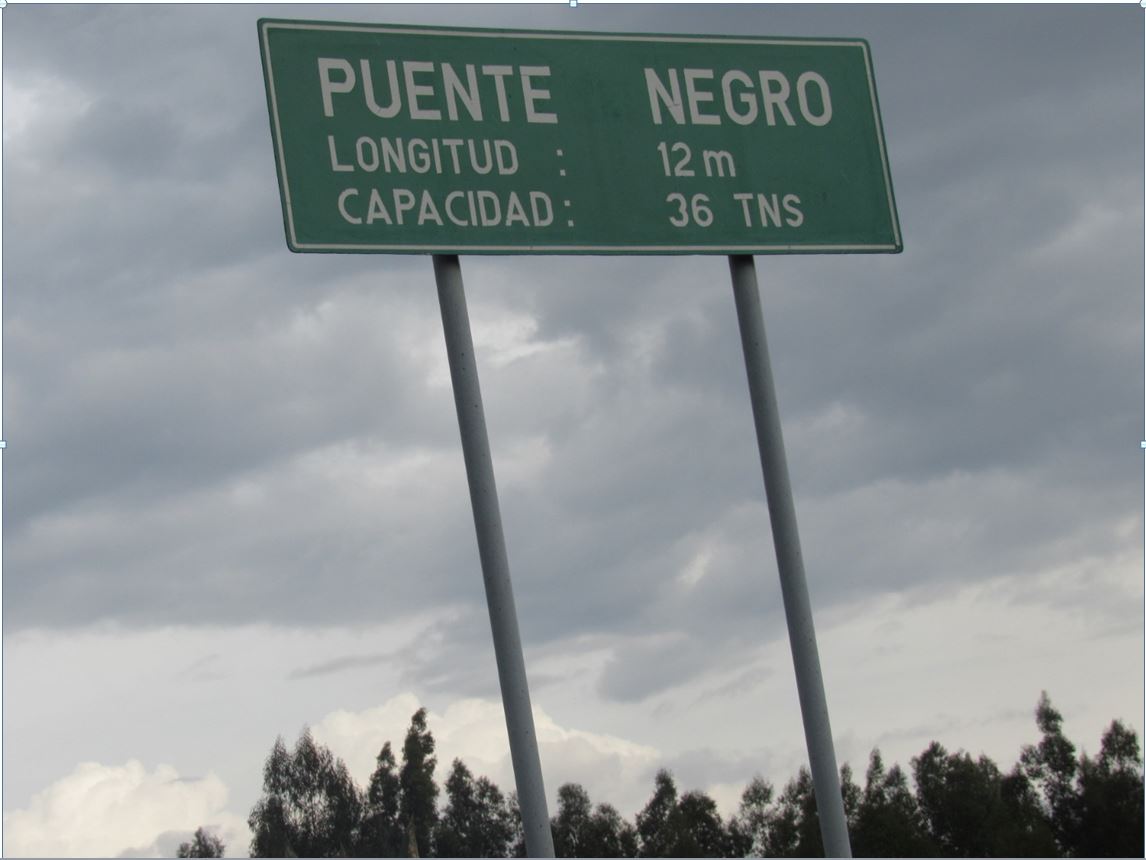 PUENTE NEGRO
LONGITUD : 12 m
CAPACIDAD : 36 TNS